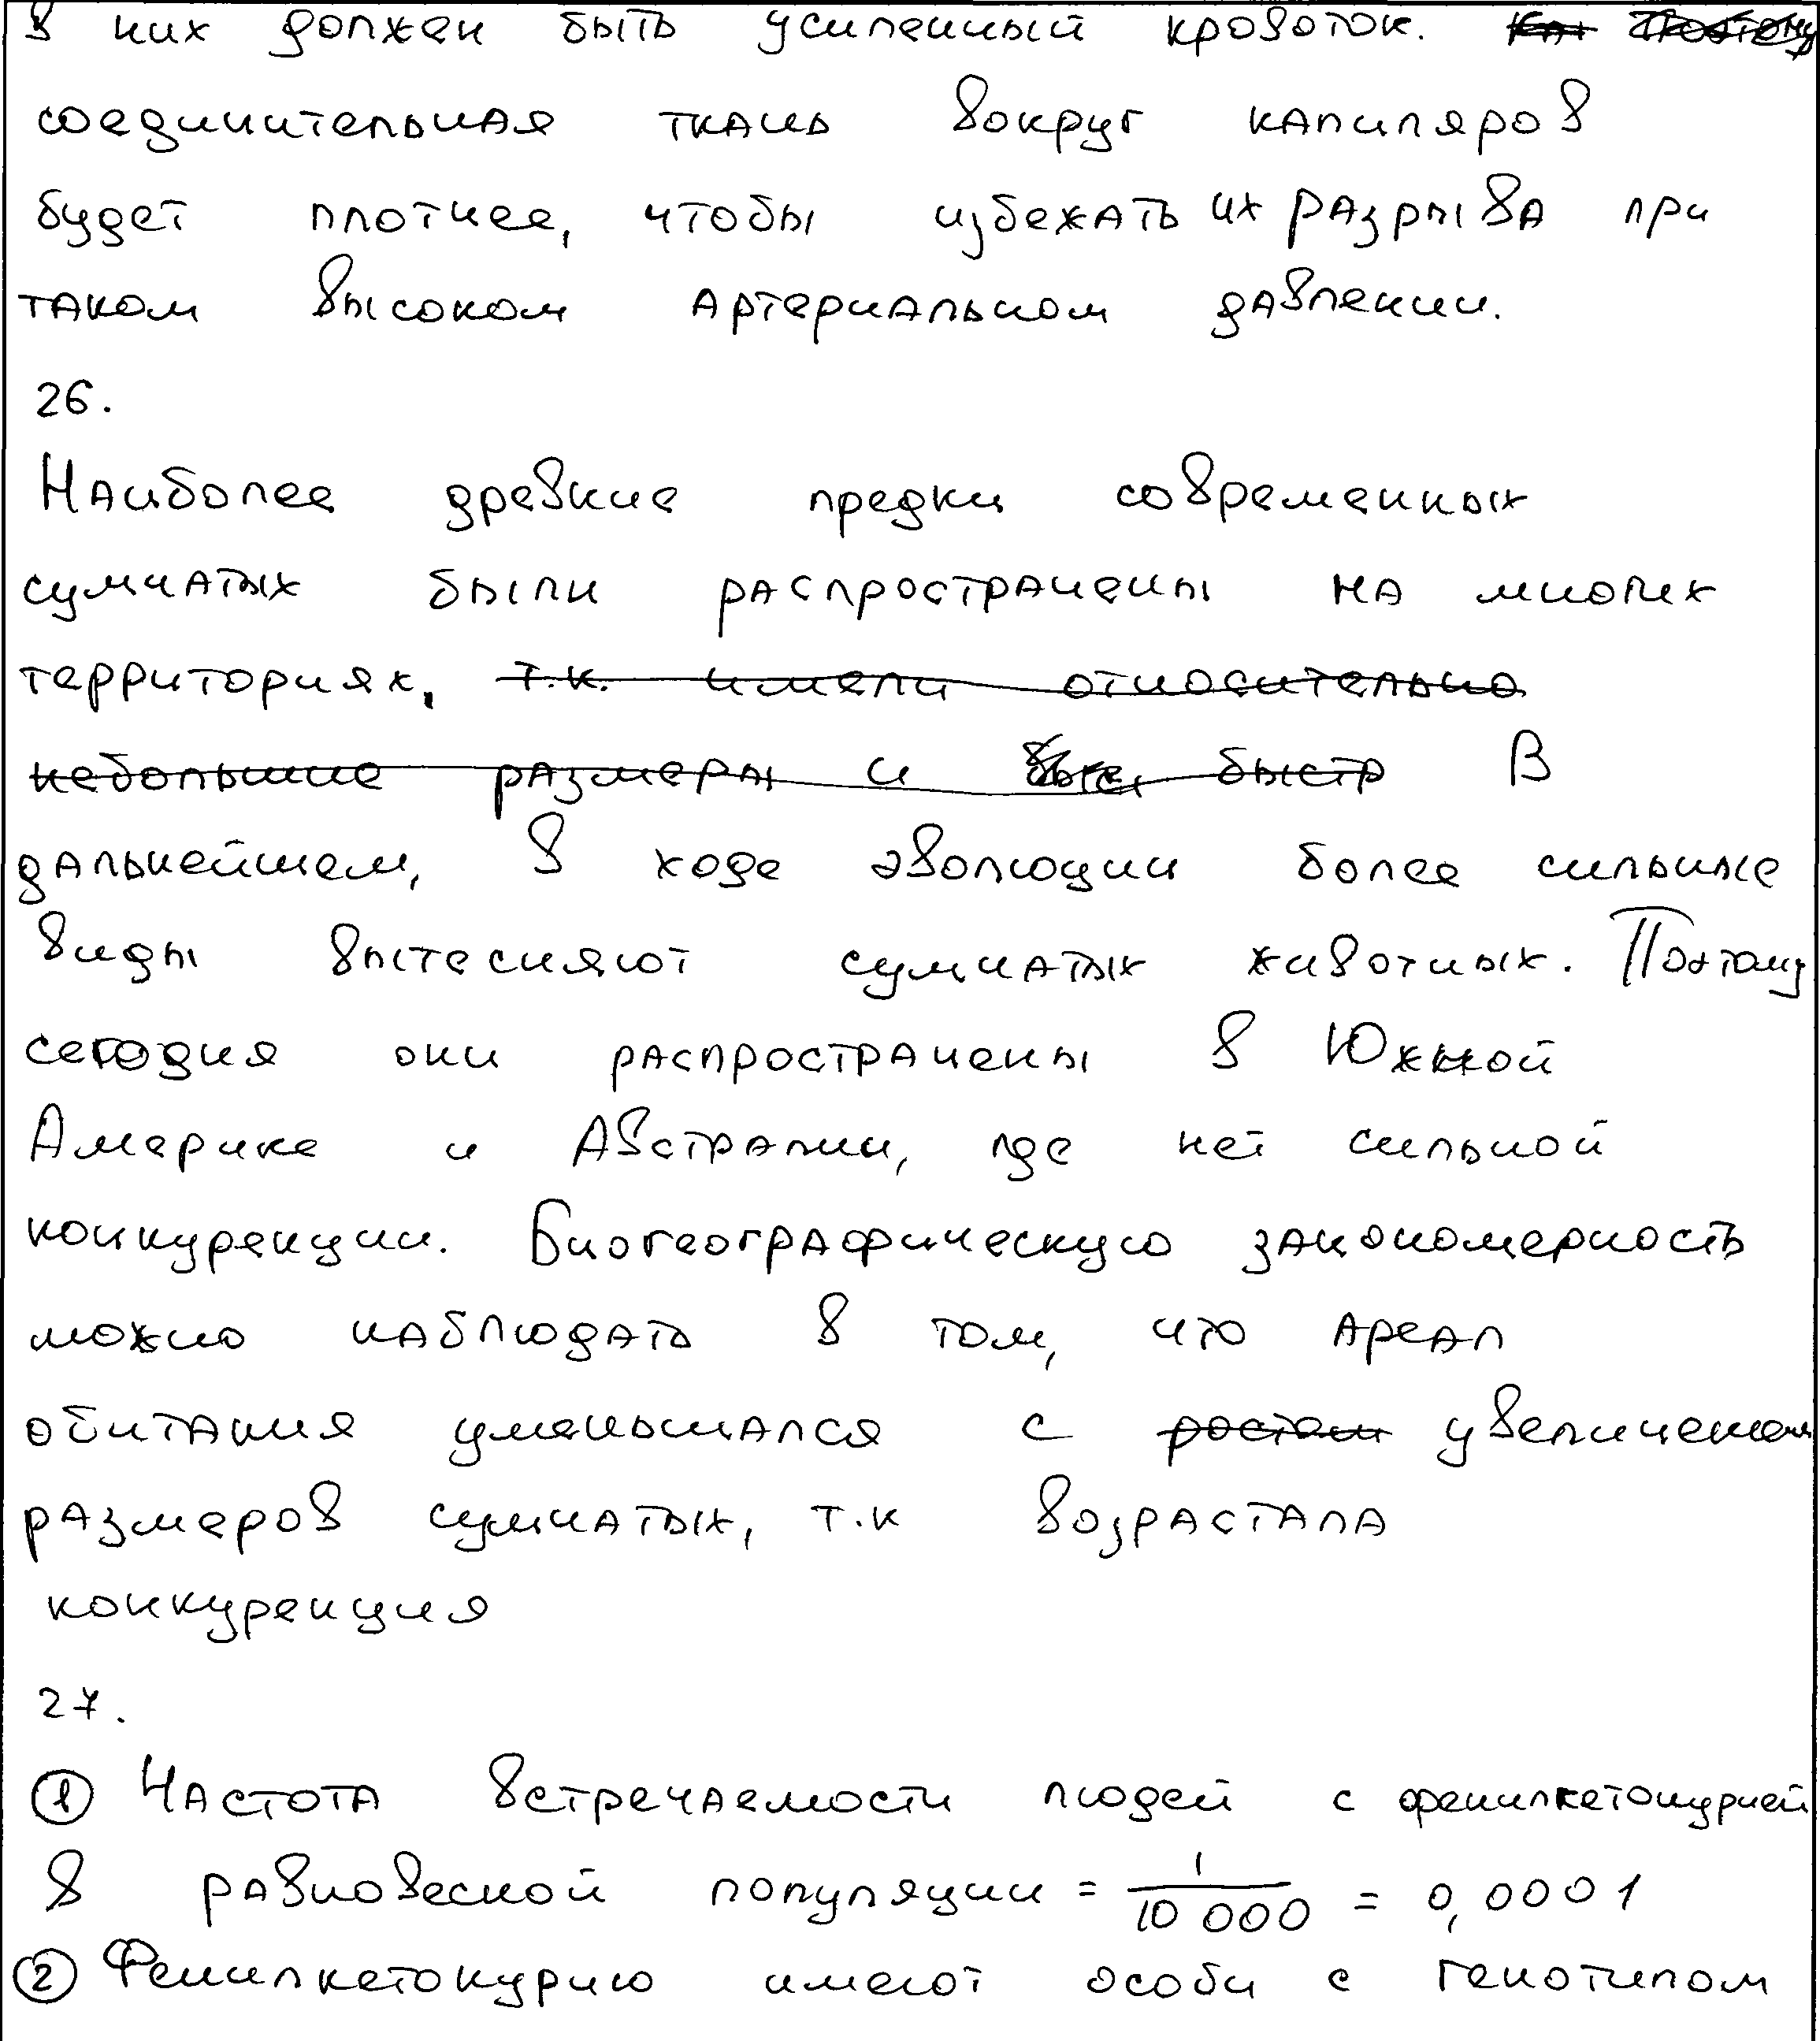 в них должен быть усиленный кровоток.
соединительная ткань вокруг капиляров
будет плотнее, чтобы избежать их разрыва при
таком высоком артериальном давлении.
26.
Наиболее древние предки современных
сумчатых были распространены на многих
территориях, т.к. имели относительно
небольшие размеры и быстр В
дальнейшем, в ходе эволюции более сильные
виды вытесняют сумчатых животных. Поэтому
сегодня они распространены в Южной
Америке и Австралии, где нет сильной
конкуренции. Биогеографическую закономерность
можно наблюдать в том, что ареал
обитания уменьшался с ростом увеличением
размеров сумчатых, т.к возрастала
конкуренция
27.
① Частота встречаемости людей с фенилкетонурией
в равновесной популяции = 1/10 000 = 0,0001
② Фенилкетонурию имеют особи с генотипом